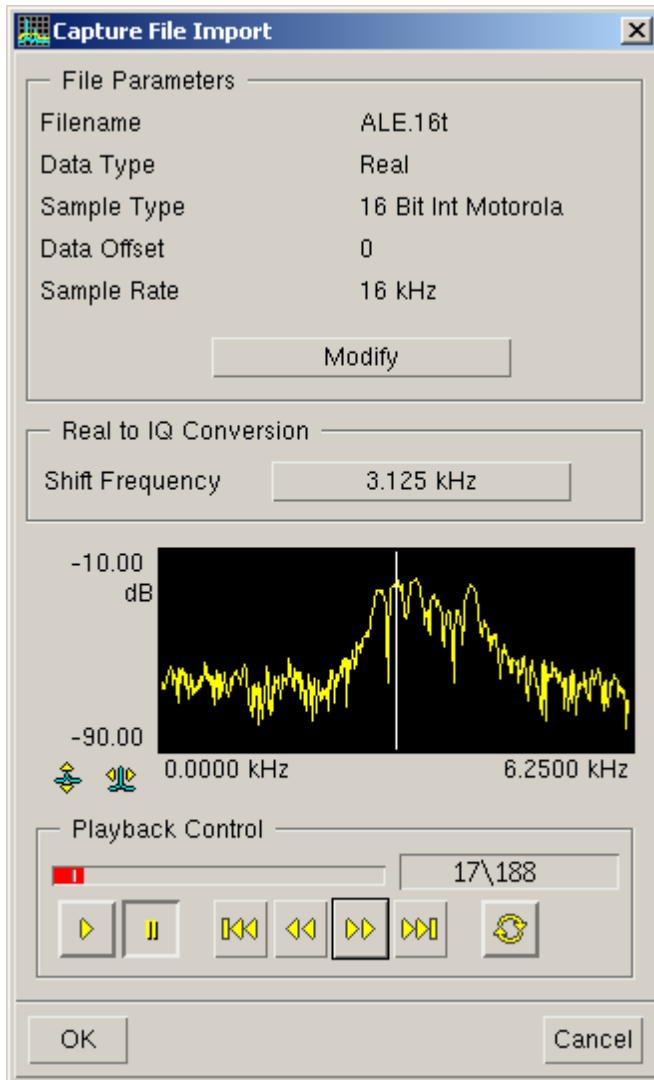 Capture File Import
File Parameters
Filename ALE.16t
Data Type Real
Sample Type 16 Bit Int Motorola
Data Offset 0
Sample Rate 16 kHz
Modify
Real to IQ Conversion
Shift Frequency 3.125 kHz
-10.00
dB
-90.00
0.0000 kHz 6.2500 kHz
Playback Control
17\188
OK Cancel